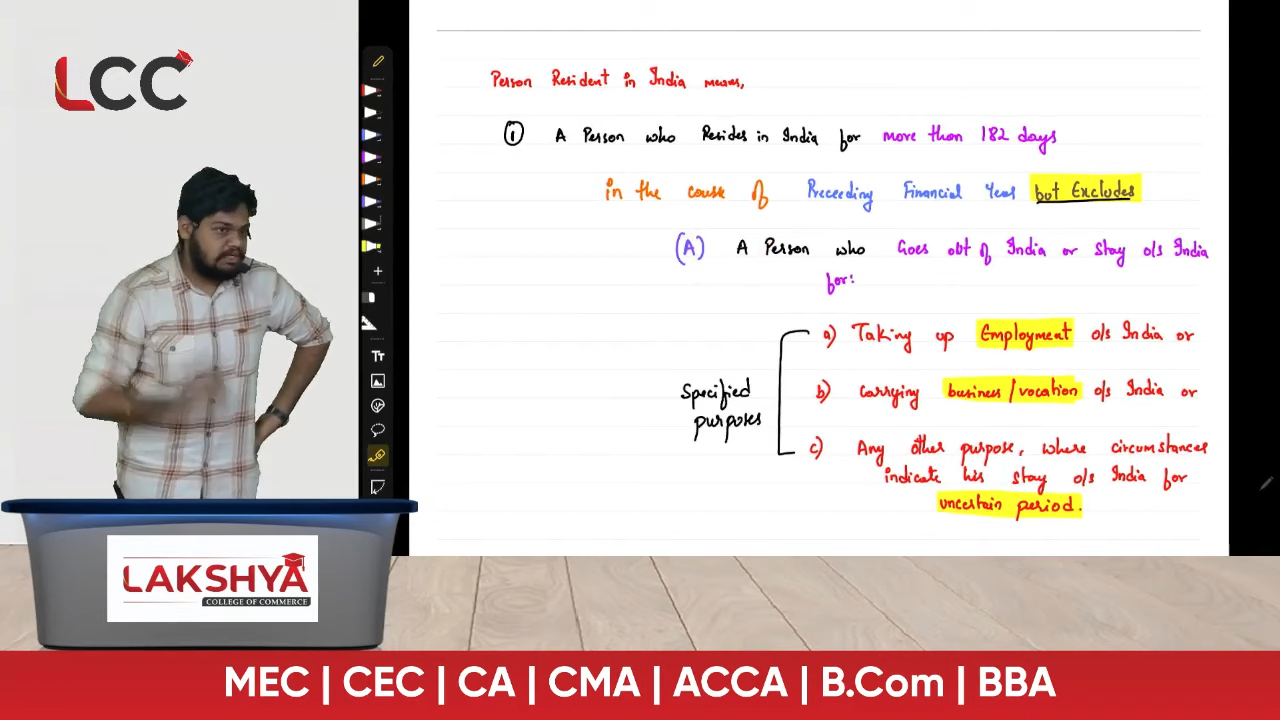 LCC
Person Resident in India means,
1 A Person who Resides in India for more than 182 days
in the course of Preceeding Financial Year but Excludes
(A) A Person who Goes out of India or stay o/s India
for:
a) Taking up Employment o/s India or
Specified purposes
b) carrying business/vocation o/s India or
c) Any other purpose, where circumstances
indicate his stay o/s India for
uncertain period.
Tt
LAKSHYA
COLLEGE OF COMMERCE
MEC | CEC | CA | CMA | ACCA | B.Com | BBA